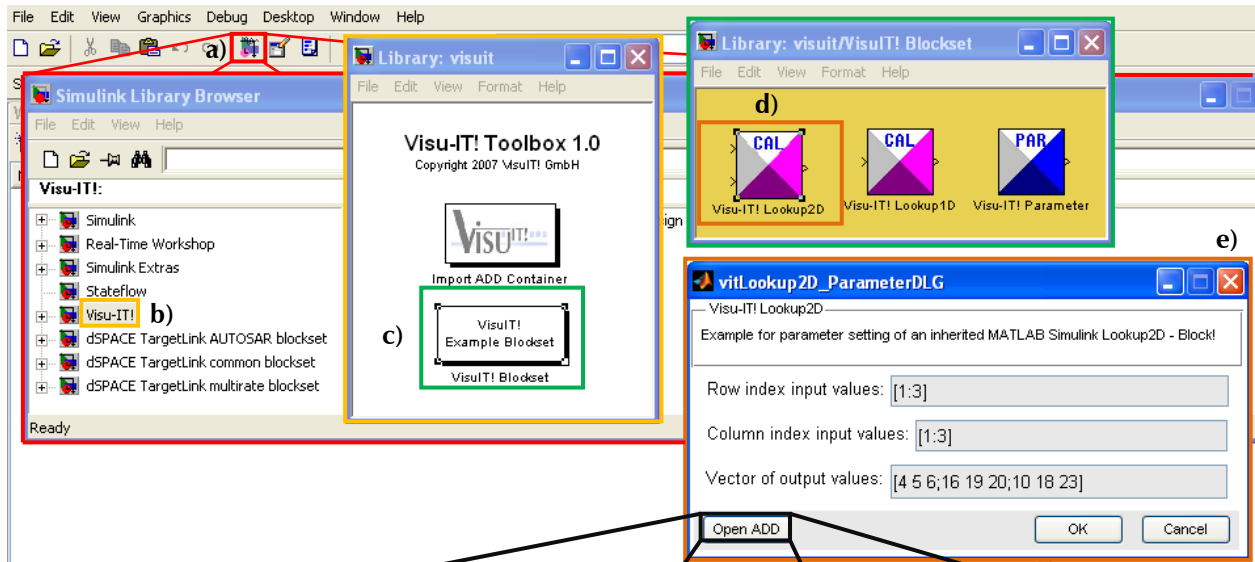 File Edit View Graphics Debug Desktop Window Help
a)
Simulink Library Browser
File Edit View Help
Visu-IT!:
Simulink
Real-Time Workshop
Simulink Extras
Stateflow
Visu-IT!
b)
dSPACE TargetLink AUTOSAR blockset
dSPACE TargetLink common blockset
dSPACE TargetLink multirate blockset
Ready
Library: visuit
File Edit View Format Help
Visu-IT! Toolbox 1.0
Copyright 2007 VisuIT! GmbH
VISUIT!
Import ADD Container
c)
VisuIT!
Example Blockset
VisuIT! Blockset
ign
Library: visuit/VisuIT! Blockset
File Edit View Format Help
d)
CAL CAL PAR
Visu-IT! Lookup2D Visu-IT! Lookup1D Visu-IT! Parameter
e)
vitLookup2D_ParameterDLG
Visu-IT! Lookup2D
Example for parameter setting of an inherited MATLAB Simulink Lookup2D - Block!
Row index input values: [1:3]
Column index input values: [1:3]
Vector of output values: [4 5 6;16 19 20;10 18 23]
Open ADD OK Cancel